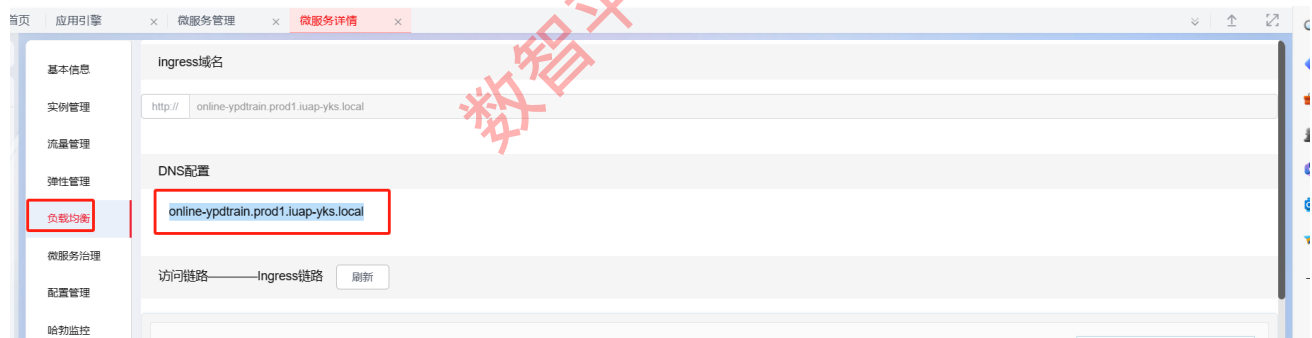 首页 应用引擎 × 微服务管理 × 微服务详情 ×
基本信息
实例管理
流量管理
弹性管理
负载均衡
微服务治理
配置管理
哈勃监控
ingress域名
http:// online-ypdtrain.prod1.iuap-yks.local
DNS配置
online-ypdtrain.prod1.iuap-yks.local
访问链路————Ingress链路 刷新
数智